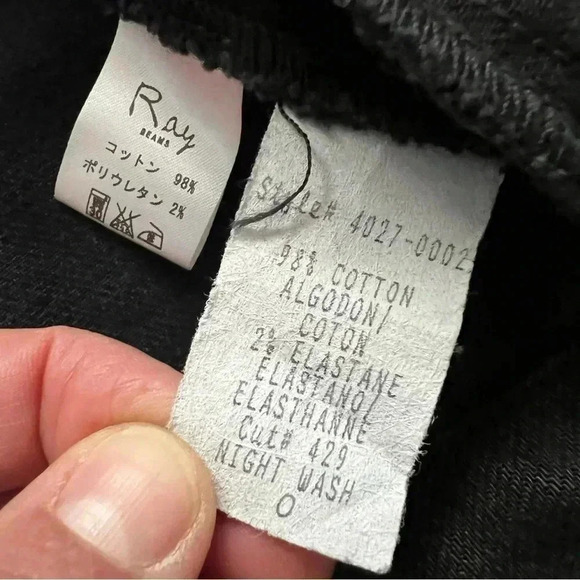 Ray
BEAMS
コットン 98%
ポリウレタン 2%
30
Style# 4027-0002
98% COTTON
ALGODON/
COTON
2% ELASTANE
ELASTANO/
ELASTHANNE
Cut# 429
NIGHT WASH
O